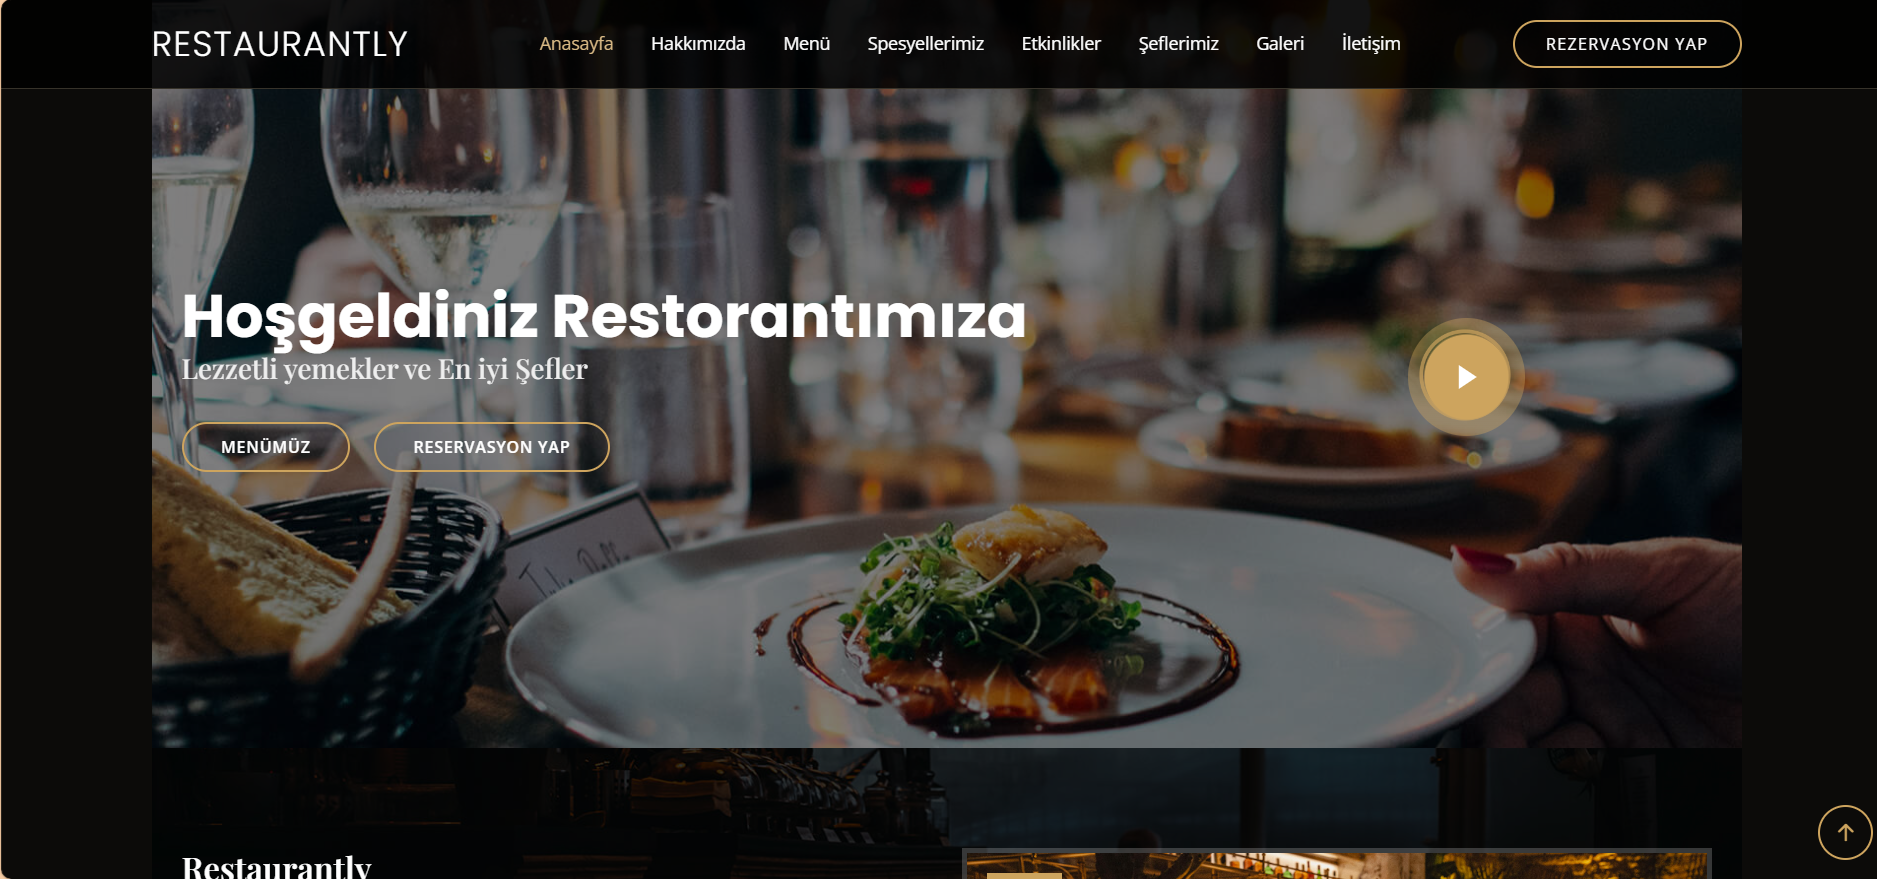 RESTAURANTLY
Anasayfa Hakkımızda Menü Spesyellerimiz Etkinlikler Şeflerimiz Galeri İletişim
REZERVASYON YAP
Hoşgeldiniz Restorantımıza
Lezzetli yemekler ve En iyi Şefler
MENÜMÜZ RESERVASYON YAP
Restaurantly